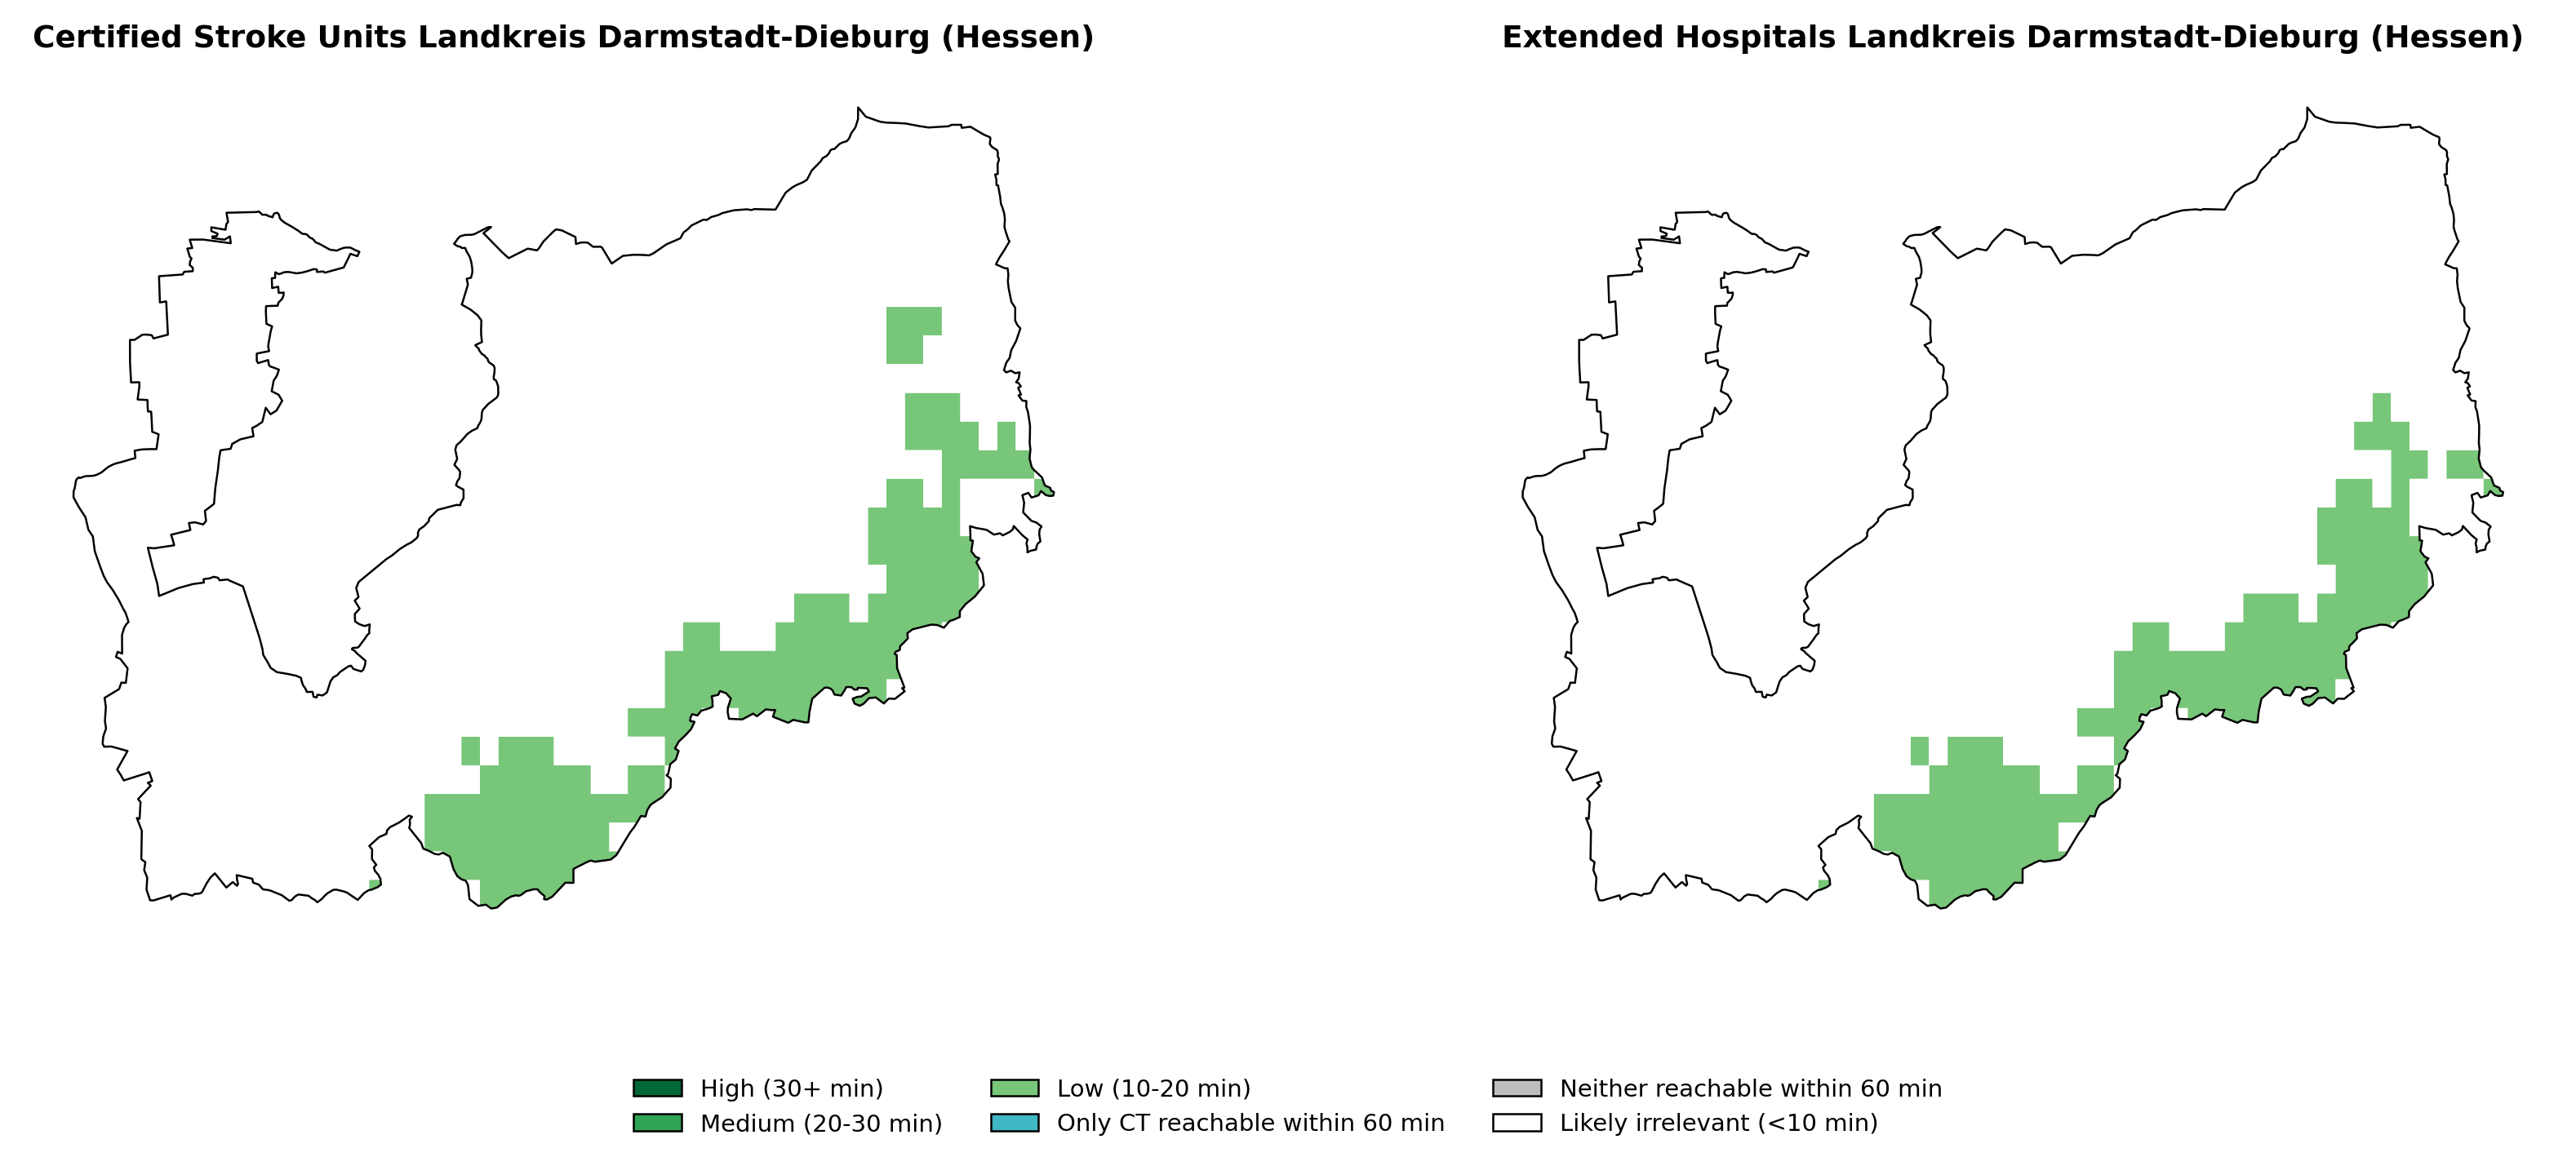 Certified Stroke Units Landkreis Darmstadt-Dieburg (Hessen)
Extended Hospitals Landkreis Darmstadt-Dieburg (Hessen)
High (30+ min)
Medium (20-30 min)
Low (10-20 min)
Only CT reachable within 60 min
Neither reachable within 60 min
Likely irrelevant (<10 min)